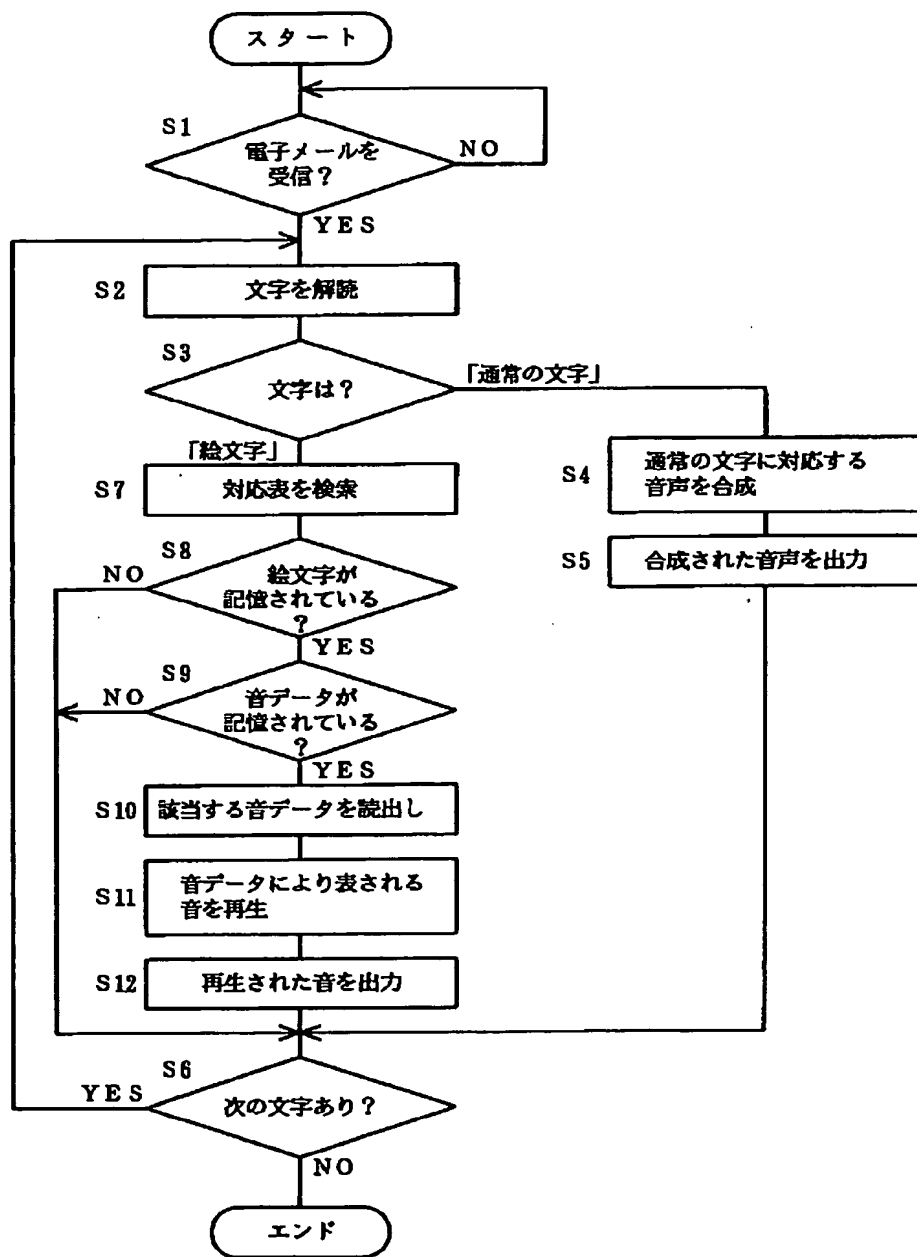 スタート
S1
電子メールを
受信?
NO
YES
S2
文字を解読
S3
文字は?
「通常の文字」
「絵文字」
S4
通常の文字に対応する
音声を合成
S5
合成された音声を出力
S7
対応表を検索
S8
NO
絵文字が
記憶されている
?
YES
S9
NO
音データが
記憶されている
?
YES
S10
該当する音データを読出し
S11
音データにより表される
音を再生
S12
再生された音を出力
S6
YES
次の文字あり?
NO
エンド